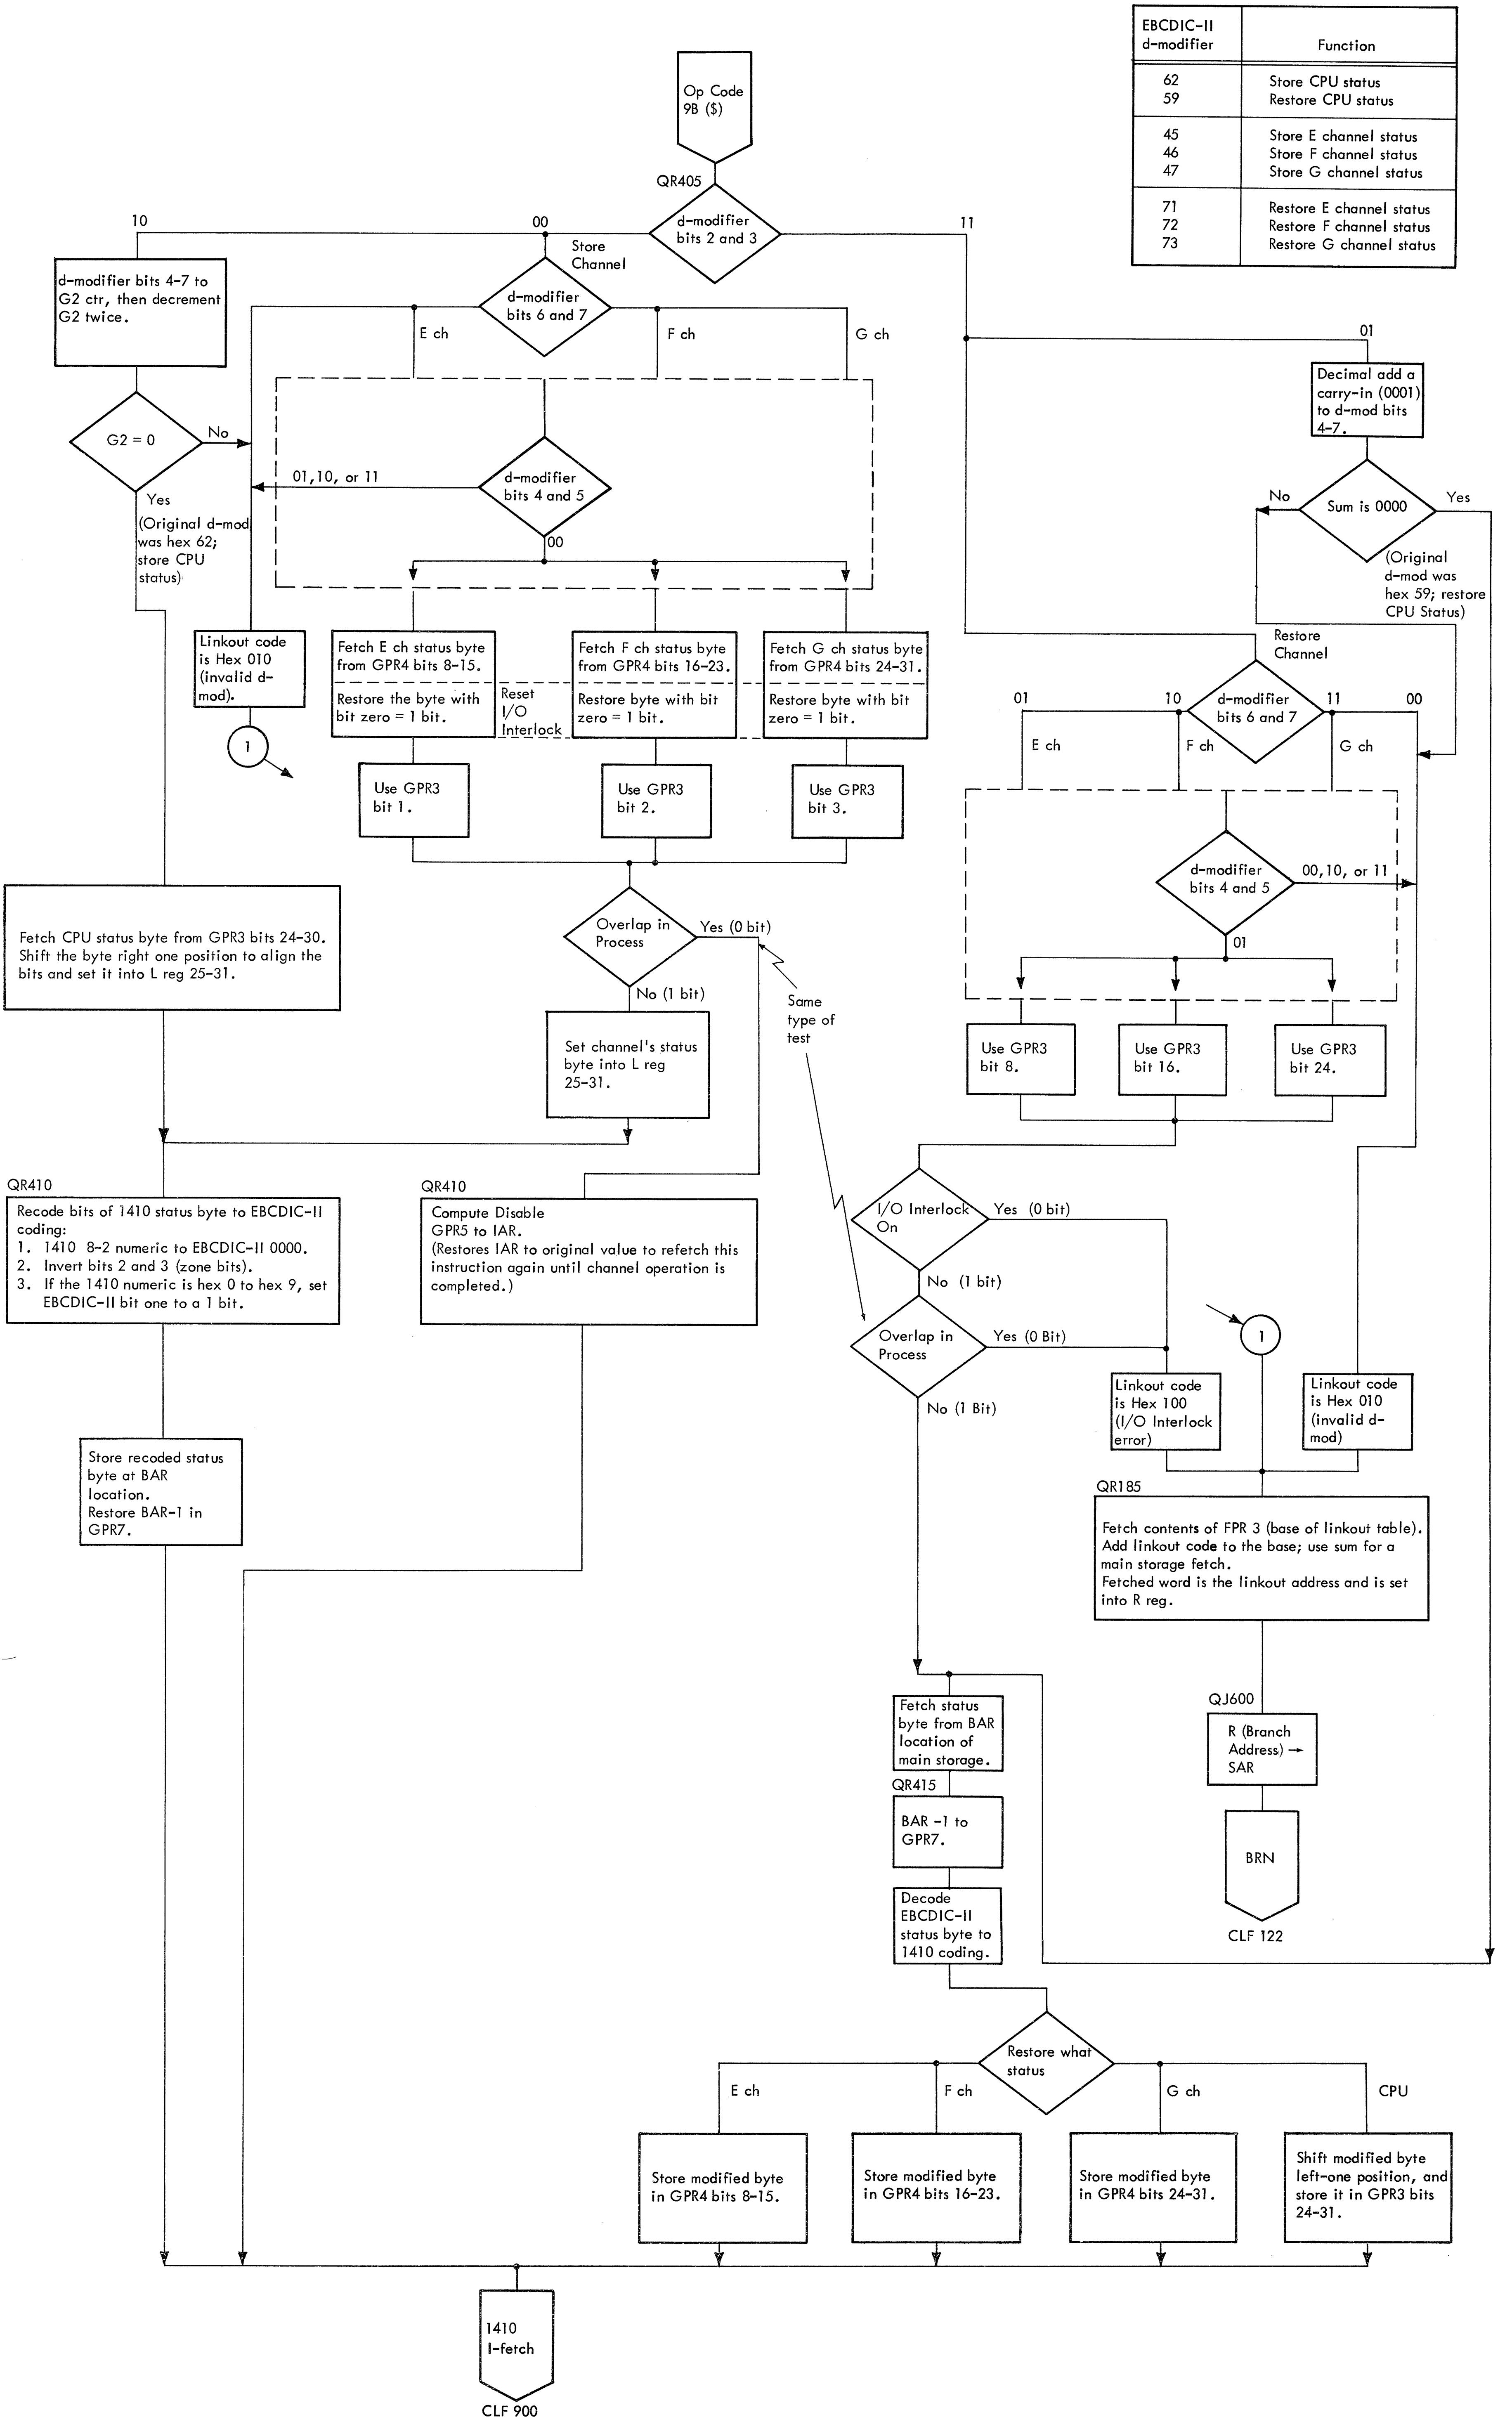 EBCDIC-II
d-modifier
Function
62 Store CPU status
59 Restore CPU status
45 Store E channel status
46 Store F channel status
47 Store G channel status
71 Restore E channel status
72 Restore F channel status
73 Restore G channel status
Op Code
9B ($)
QR405
d-modifier
bits 2 and 3
10
00
11
Store
Channel
d-modifier bits 4-7 to
G2 ctr, then decrement
G2 twice.
d-modifier
bits 6 and 7
E ch
F ch
G ch
01
Decimal add a
carry-in (0001)
to d-mod bits
4-7.
G2 = 0
No
Yes
(Original d-mod
was hex 62;
store CPU
status)
01,10, or 11
d-modifier
bits 4 and 5
00
No
Sum is 0000
Yes
(Original
d-mod was
hex 59; restore
CPU Status)
Linkout code
is Hex 010
(invalid d-
mod).
1
Fetch E ch status byte
from GPR4 bits 8-15.
Restore the byte with
bit zero = 1 bit.
Reset
I/O
Interlock
Fetch F ch status byte
from GPR4 bits 16-23.
Restore byte with bit
zero = 1 bit.
Fetch G ch status byte
from GPR4 bits 24-31.
Restore byte with bit
zero = 1 bit.
Restore
Channel
01
10
d-modifier
bits 6 and 7
11
00
E ch
F ch
G ch
Use GPR3
bit 1.
Use GPR3
bit 2.
Use GPR3
bit 3.
d-modifier
bits 4 and 5
00,10, or 11
01
Fetch CPU status byte from GPR3 bits 24-30.
Shift the byte right one position to align the
bits and set it into L reg 25-31.
Overlap in
Process
Yes (0 bit)
No (1 bit)
Same
type of
test
Set channel's status
byte into L reg
25-31.
Use GPR3
bit 8.
Use GPR3
bit 16.
Use GPR3
bit 24.
QR410
Recode bits of 1410 status byte to EBCDIC-II
coding:
1. 1410 8-2 numeric to EBCDIC-II 0000.
2. Invert bits 2 and 3 (zone bits).
3. If the 1410 numeric is hex 0 to hex 9, set
EBCDIC-II bit one to a 1 bit.
QR410
Compute Disable
GPR5 to IAR.
(Restores IAR to original value to refetch this
instruction again until channel operation is
completed.)
I/O Interlock
On
Yes (0 bit)
No (1 bit)
Overlap in
Process
Yes (0 Bit)
No (1 Bit)
1
Linkout code
is Hex 100
(I/O Interlock
error)
Linkout code
is Hex 010
(invalid d-
mod)
Store recoded status
byte at BAR
location.
Restore BAR-1 in
GPR7.
QR185
Fetch contents of FPR 3 (base of linkout table).
Add linkout code to the base; use sum for a
main storage fetch.
Fetched word is the linkout address and is set
into R reg.
Fetch status
byte from BAR
location of
main storage.
QJ600
R (Branch
Address) →
SAR
QR415
BAR -1 to
GPR7.
BRN
CLF 122
Decode
EBCDIC-II
status byte to
1410 coding.
Restore what
status
E ch
F ch
G ch
CPU
Store modified byte
in GPR4 bits 8-15.
Store modified byte
in GPR4 bits 16-23.
Store modified byte
in GPR4 bits 24-31.
Shift modified byte
left-one position, and
store it in GPR3 bits
24-31.
1410
I-fetch
CLF 900